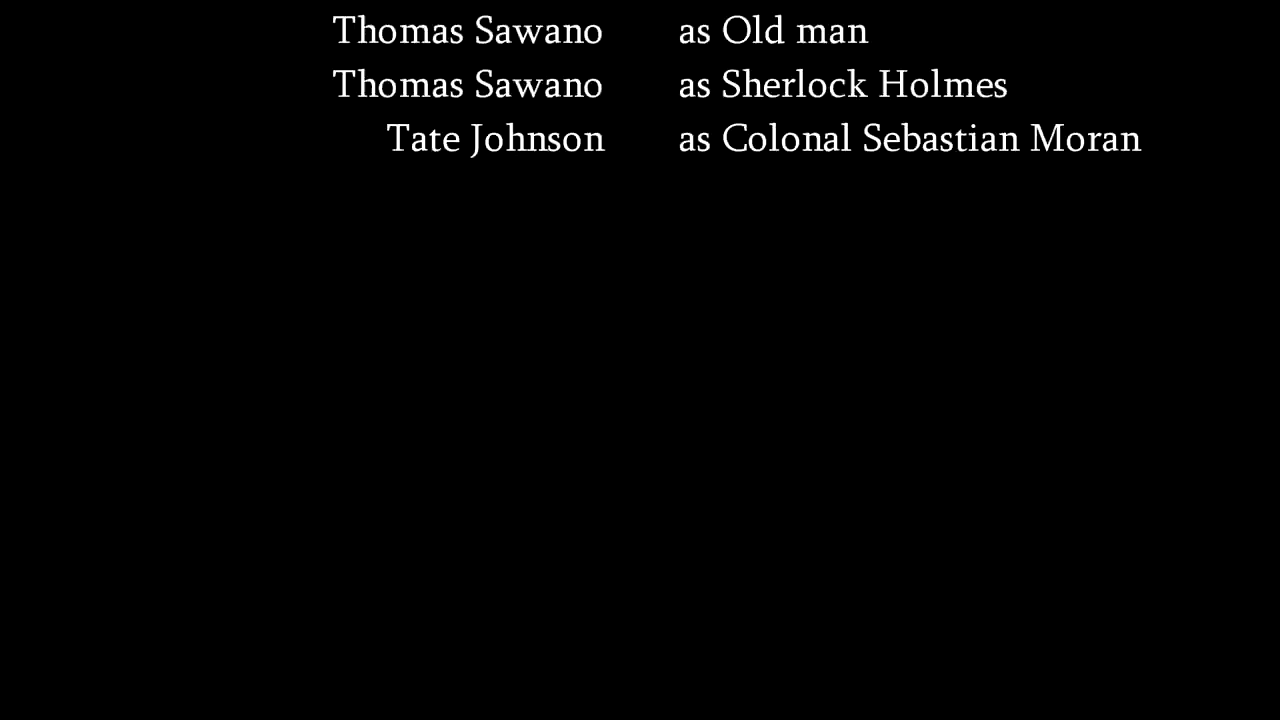 Thomas Sawano as Old man
Thomas Sawano as Sherlock Holmes
Tate Johnson as Colonal Sebastian Moran